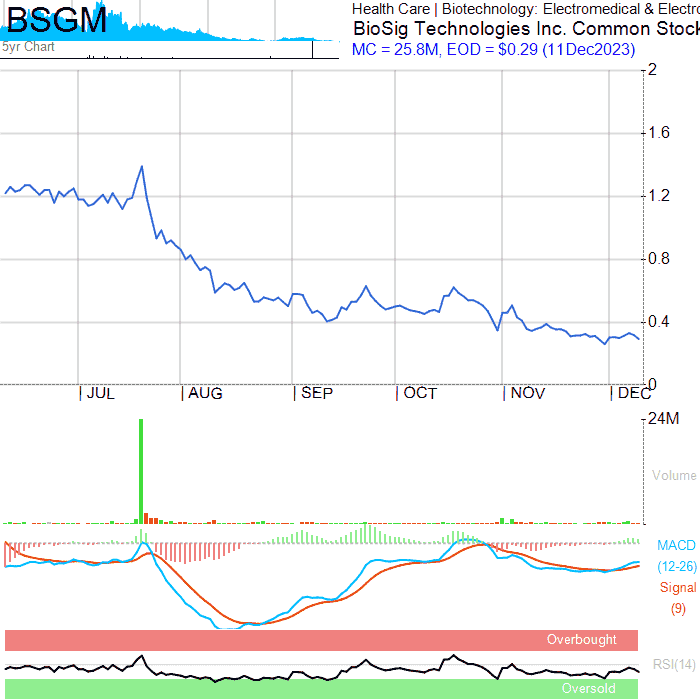 BSGM
5yr Chart
Health Care | Biotechnology: Electromedical & Electro
BioSig Technologies Inc. Common Stock
MC = 25.8M, EOD = $0.29 (11Dec2023)
2
1.6
1.2
0.8
0.4
0
JUL AUG SEP OCT NOV DEC
24M
Volume
MACD
(12-26)
Signal
(9)
Overbought
RSI(14)
Oversold